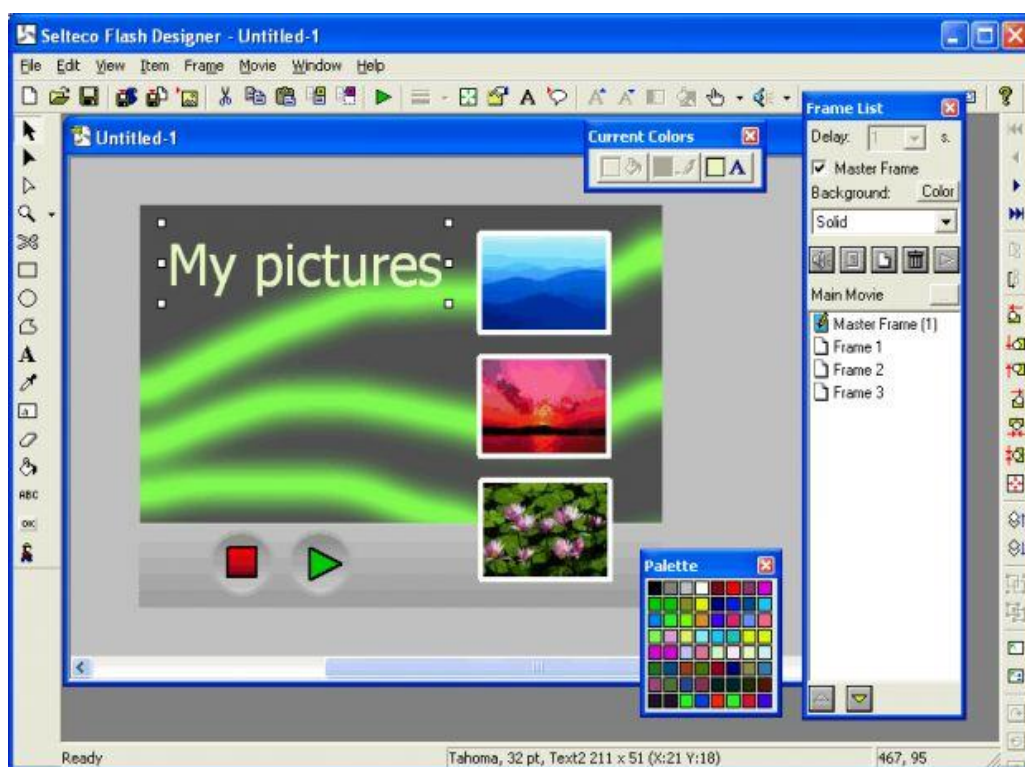 Selteco Flash Designer - Untitled-1
File Edit View Item Frame Movie Window Help
Untitled-1
Current Colors
A
Frame List
Delay: 1 s.
Master Frame
Background: Color
Solid
Main Movie
Master Frame (1)
Frame 1
Frame 2
Frame 3
My pictures
A
a
ABC
OK
Palette
Ready
Tahoma, 32 pt, Text2 211 x 51 (X:21 Y:18)
467, 95